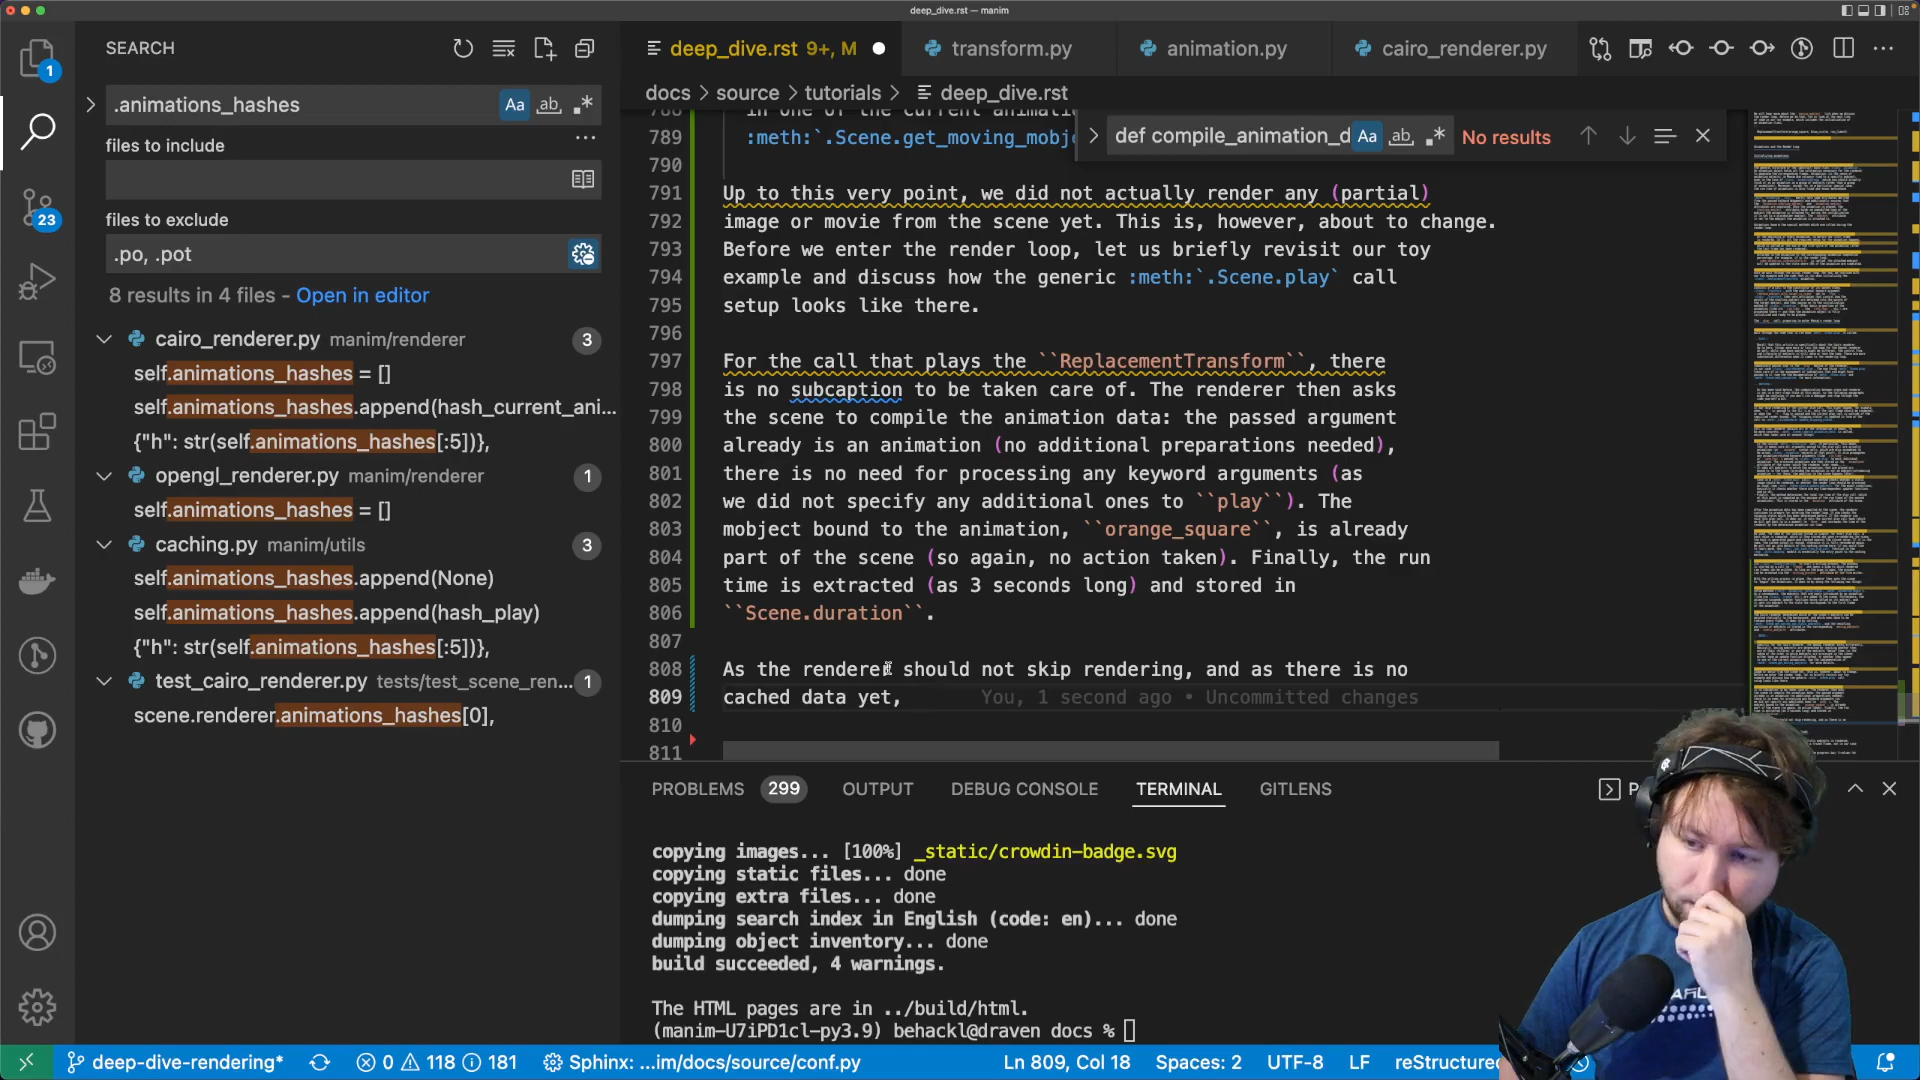 deep_dive.rst — manim
SEARCH
.animations_hashes
Aa
ab
.*
files to include
files to exclude
.po, .pot
8 results in 4 files - Open in editor
cairo_renderer.py manim/renderer 3
self.animations_hashes = []
self.animations_hashes.append(hash_current_ani...
{"h": str(self.animations_hashes[:5])},
opengl_renderer.py manim/renderer 1
self.animations_hashes = []
caching.py manim/utils 3
self.animations_hashes.append(None)
self.animations_hashes.append(hash_play)
{"h": str(self.animations_hashes[:5])},
test_cairo_renderer.py tests/test_scene_ren... 1
scene.renderer.animations_hashes[0],
1
23
deep_dive.rst 9+, M
transform.py
animation.py
cairo_renderer.py
docs > source > tutorials > deep_dive.rst
def compile_animation_d
Aa
ab
.*
No results
788 in one of the current animati
789 :meth:`.Scene.get_moving_mobje
790
791 Up to this very point, we did not actually render any (partial)
792 image or movie from the scene yet. This is, however, about to change.
793 Before we enter the render loop, let us briefly revisit our toy
794 example and discuss how the generic :meth:`.Scene.play` call
795 setup looks like there.
796
797 For the call that plays the ``ReplacementTransform``, there
798 is no subcaption to be taken care of. The renderer then asks
799 the scene to compile the animation data: the passed argument
800 already is an animation (no additional preparations needed),
801 there is no need for processing any keyword arguments (as
802 we did not specify any additional ones to ``play``). The
803 mobject bound to the animation, ``orange_square``, is already
804 part of the scene (so again, no action taken). Finally, the run
805 time is extracted (as 3 seconds long) and stored in
806 ``Scene.duration``.
807
808 As the renderer should not skip rendering, and as there is no
809 cached data yet, You, 1 second ago • Uncommitted changes
810
811
PROBLEMS 299 OUTPUT DEBUG CONSOLE TERMINAL GITLENS
copying images... [100%] _static/crowdin-badge.svg
copying static files... done
copying extra files... done
dumping search index in English (code: en)... done
dumping object inventory... done
build succeeded, 4 warnings.
The HTML pages are in ../build/html.
(manim-U7iPD1cl-py3.9) behackl@draven docs %
deep-dive-rendering* 0 118 181 Sphinx: ...im/docs/source/conf.py Ln 809, Col 18 Spaces: 2 UTF-8 LF reStructured